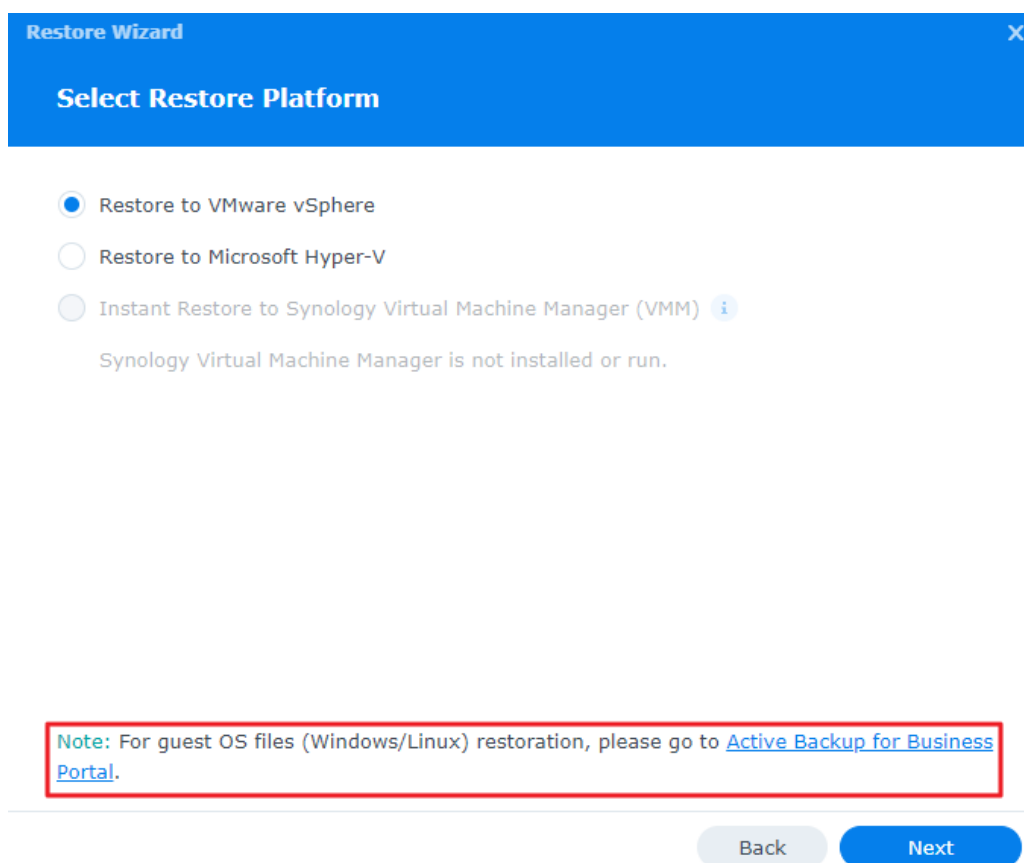 Restore Wizard
Select Restore Platform
Restore to VMware vSphere
Restore to Microsoft Hyper-V
Instant Restore to Synology Virtual Machine Manager (VMM) i
Synology Virtual Machine Manager is not installed or run.
Note: For guest OS files (Windows/Linux) restoration, please go to Active Backup for Business
Portal.
Back Next